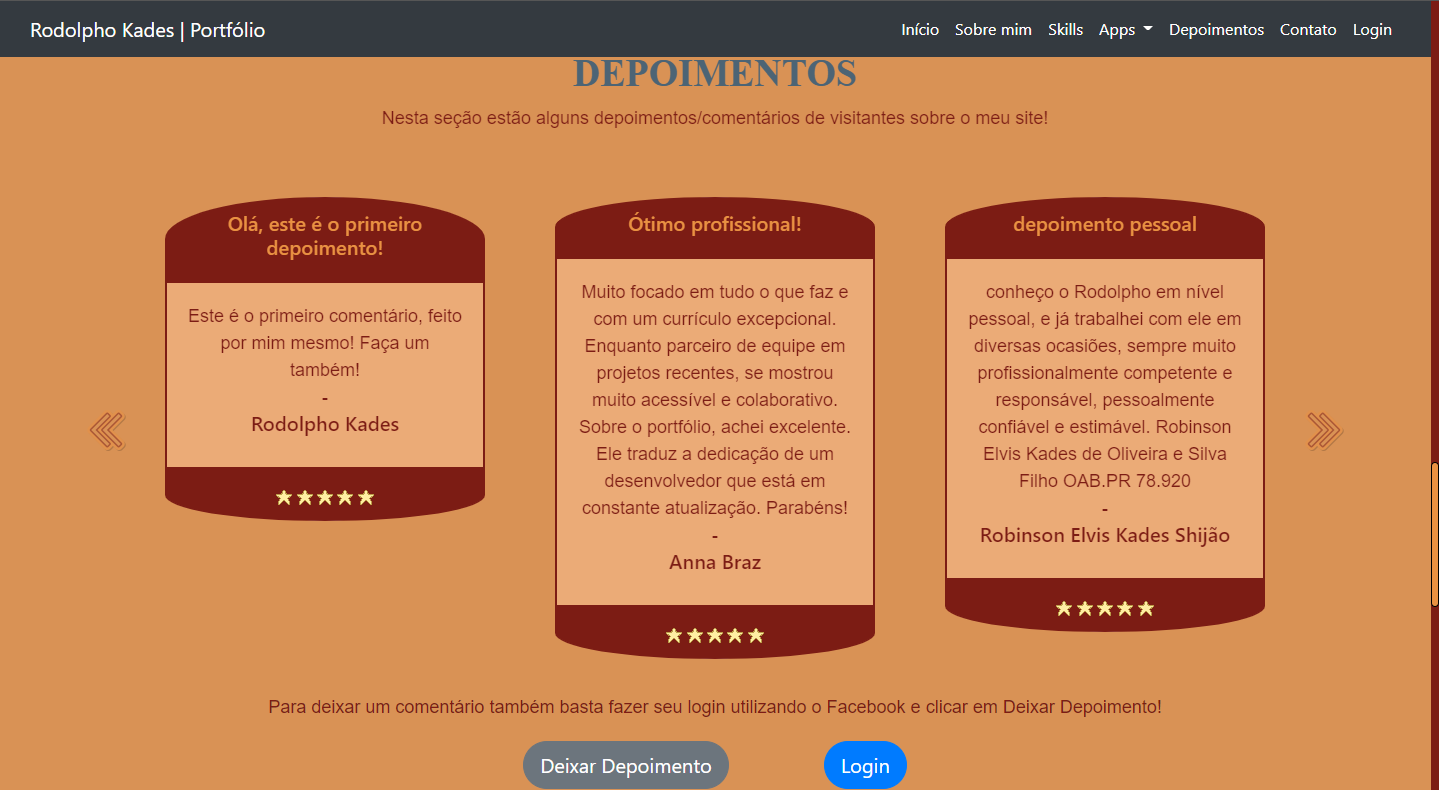 Rodolpho Kades | Portfólio
Início Sobre mim Skills Apps Depoimentos Contato Login
DEPOIMENTOS
Nesta seção estão alguns depoimentos/comentários de visitantes sobre o meu site!
Olá, este é o primeiro
depoimento!
Este é o primeiro comentário, feito
por mim mesmo! Faça um
também!
-
Rodolpho Kades
Ótimo profissional!
Muito focado em tudo o que faz e
com um currículo excepcional.
Enquanto parceiro de equipe em
projetos recentes, se mostrou
muito acessível e colaborativo.
Sobre o portfólio, achei excelente.
Ele traduz a dedicação de um
desenvolvedor que está em
constante atualização. Parabéns!
-
Anna Braz
depoimento pessoal
conheço o Rodolpho em nível
pessoal, e já trabalhei com ele em
diversas ocasiões, sempre muito
profissionalmente competente e
responsável, pessoalmente
confiável e estimável. Robinson
Elvis Kades de Oliveira e Silva
Filho OAB.PR 78.920
-
Robinson Elvis Kades Shijão
Para deixar um comentário também basta fazer seu login utilizando o Facebook e clicar em Deixar Depoimento!
Deixar Depoimento
Login